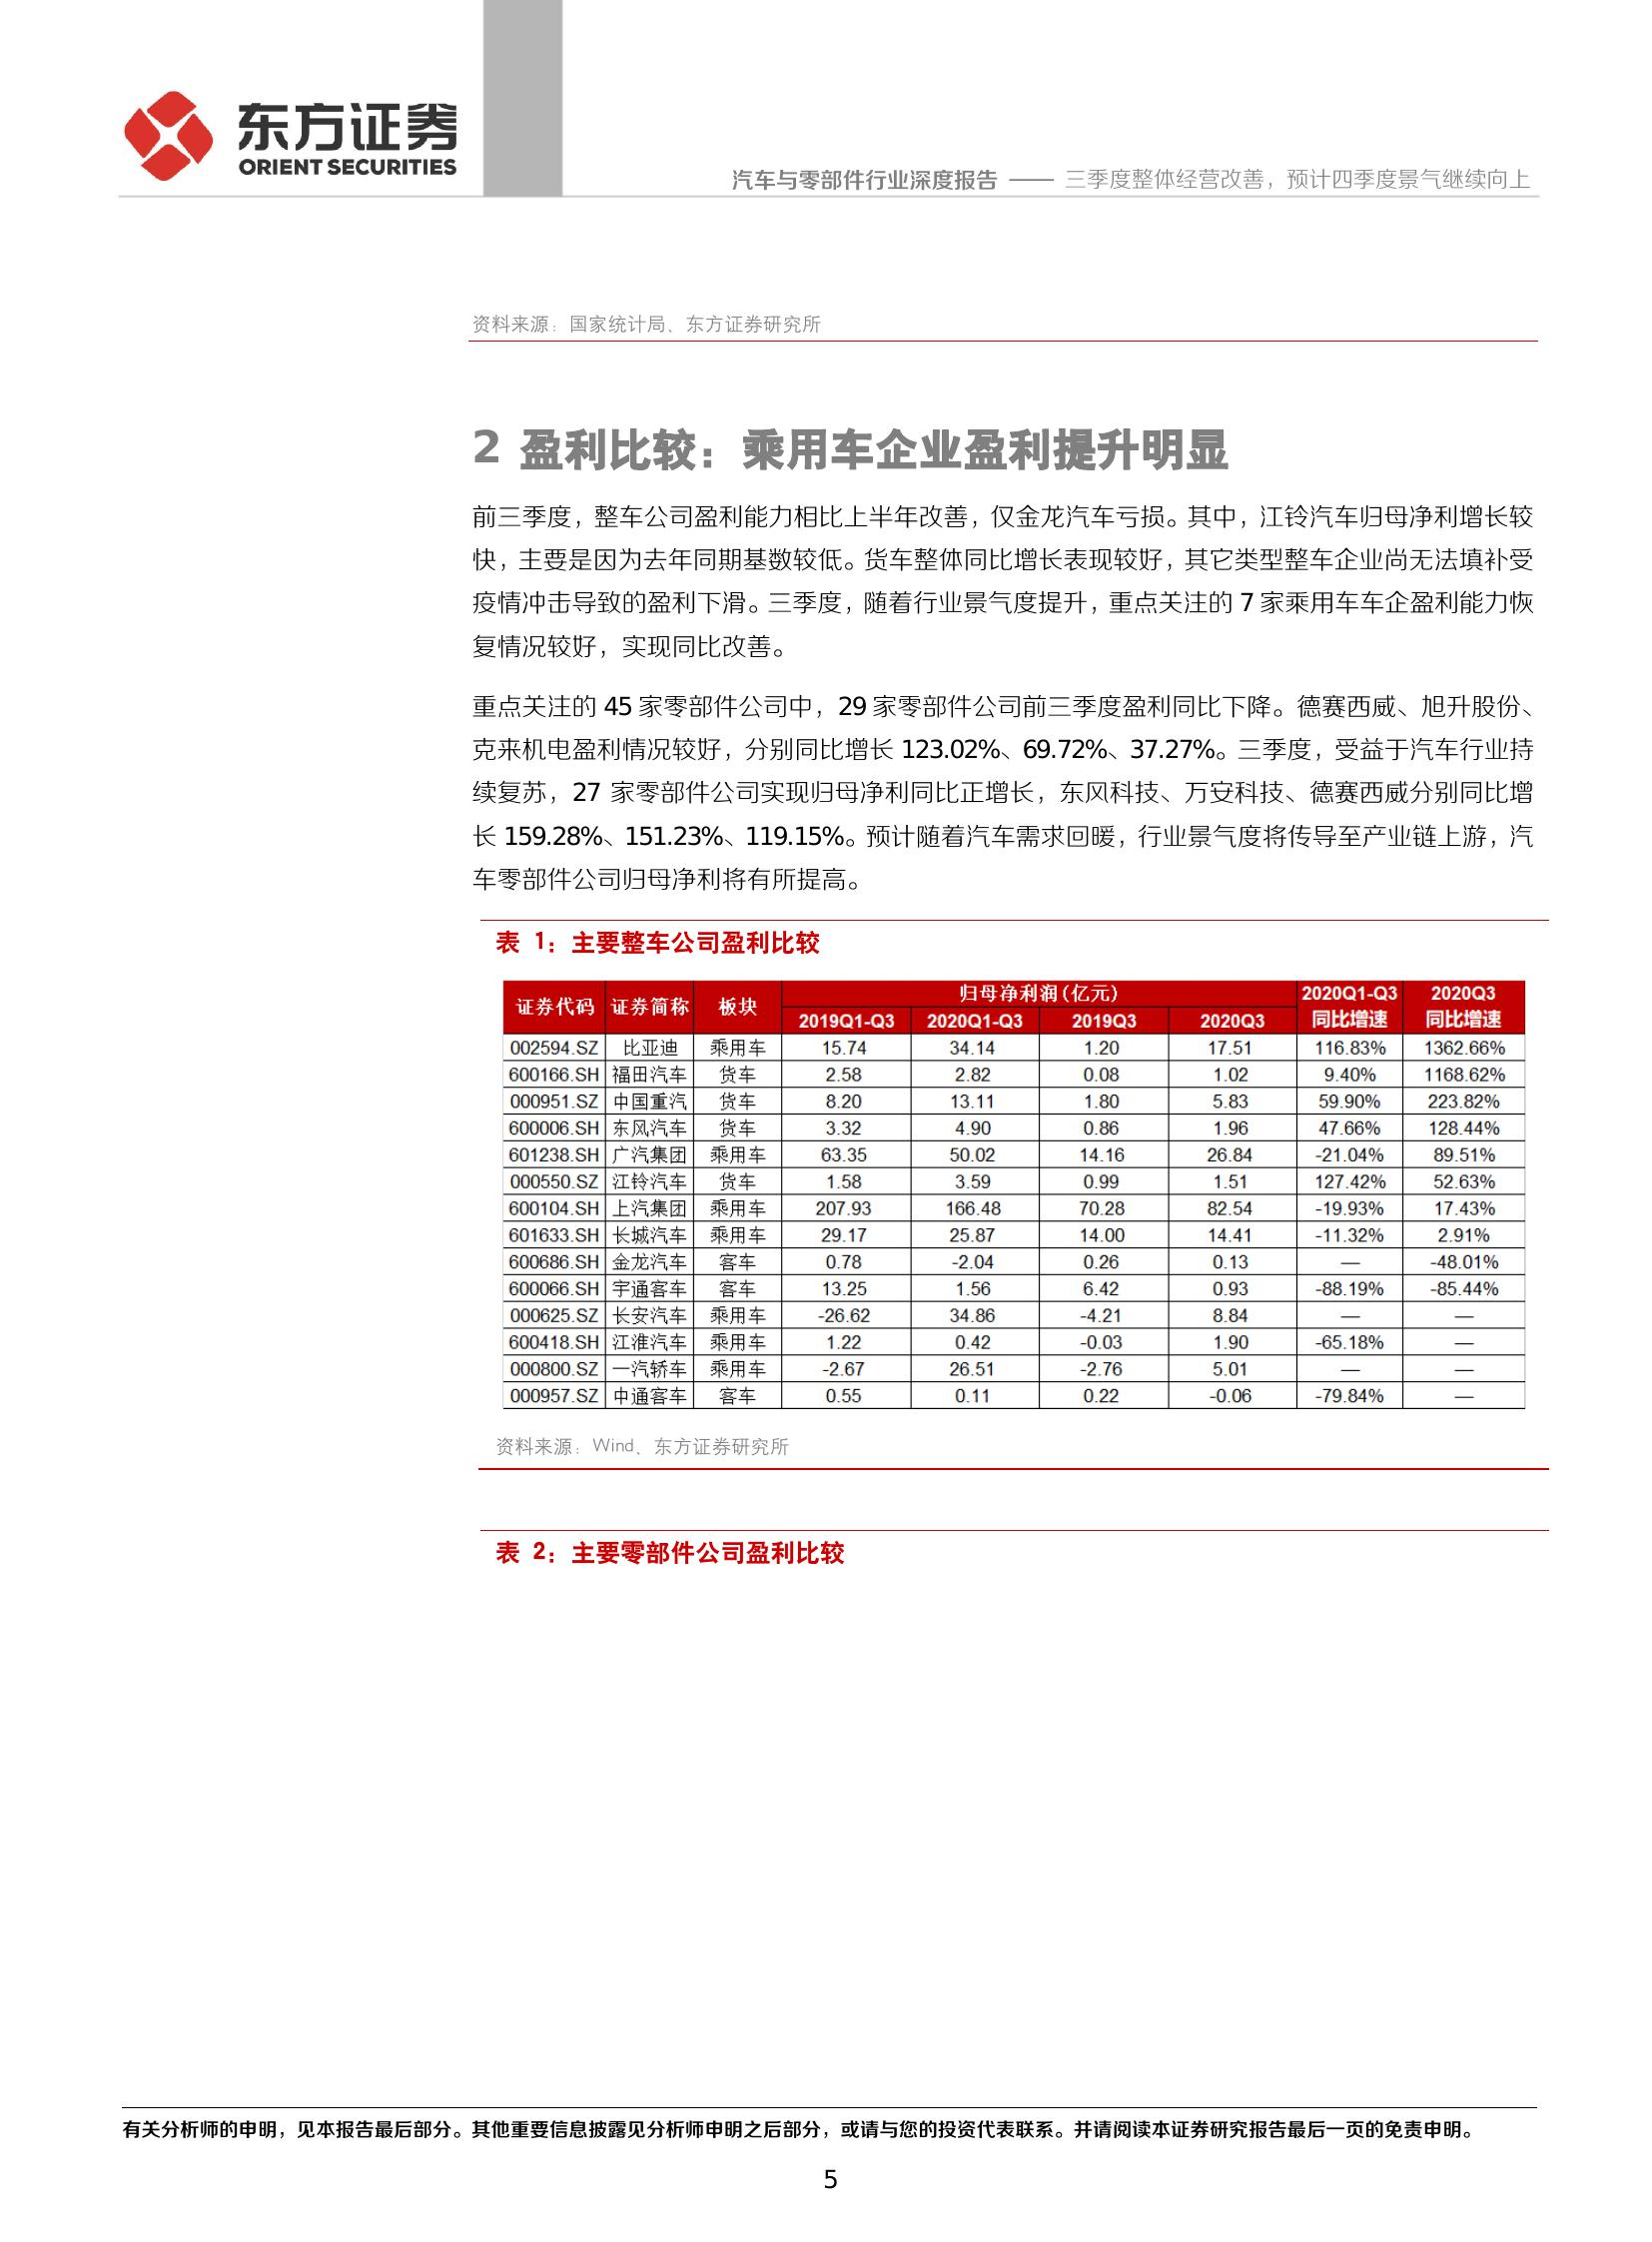 东方证券
ORIENT SECURITIES
汽车与零部件行业深度报告 —— 三季度整体经营改善，预计四季度景气继续向上
资料来源：国家统计局、东方证券研究所
2 盈利比较：乘用车企业盈利提升明显
前三季度，整车公司盈利能力相比上半年改善，仅金龙汽车亏损。其中，江铃汽车归母净利增长较
快，主要是因为去年同期基数较低。货车整体同比增长表现较好，其它类型整车企业尚无法填补受
疫情冲击导致的盈利下滑。三季度，随着行业景气度提升，重点关注的 7 家乘用车车企盈利能力恢
复情况较好，实现同比改善。
重点关注的 45 家零部件公司中，29 家零部件公司前三季度盈利同比下降。德赛西威、旭升股份、
克来机电盈利情况较好，分别同比增长 123.02%、69.72%、37.27%。三季度，受益于汽车行业持
续复苏，27 家零部件公司实现归母净利同比正增长，东风科技、万安科技、德赛西威分别同比增
长 159.28%、151.23%、119.15%。预计随着汽车需求回暖，行业景气度将传导至产业链上游，汽
车零部件公司归母净利将有所提高。
表 1：主要整车公司盈利比较
证券代码 证券简称 板块 归母净利润(亿元) 2020Q1-Q3 同比增速 2020Q3 同比增速
2019Q1-Q3 2020Q1-Q3 2019Q3 2020Q3
002594.SZ 比亚迪 乘用车 15.74 34.14 1.20 17.51 116.83% 1362.66%
600166.SH 福田汽车 货车 2.58 2.82 0.08 1.02 9.40% 1168.62%
000951.SZ 中国重汽 货车 8.20 13.11 1.80 5.83 59.90% 223.82%
600006.SH 东风汽车 货车 3.32 4.90 0.86 1.96 47.66% 128.44%
601238.SH 广汽集团 乘用车 63.35 50.02 14.16 26.84 -21.04% 89.51%
000550.SZ 江铃汽车 货车 1.58 3.59 0.99 1.51 127.42% 52.63%
600104.SH 上汽集团 乘用车 207.93 166.48 70.28 82.54 -19.93% 17.43%
601633.SH 长城汽车 乘用车 29.17 25.87 14.00 14.41 -11.32% 2.91%
600686.SH 金龙汽车 客车 0.78 -2.04 0.26 0.13 — -48.01%
600066.SH 宇通客车 客车 13.25 1.56 6.42 0.93 -88.19% -85.44%
000625.SZ 长安汽车 乘用车 -26.62 34.86 -4.21 8.84 — —
600418.SH 江淮汽车 乘用车 1.22 0.42 -0.03 1.90 -65.18% —
000800.SZ 一汽轿车 乘用车 -2.67 26.51 -2.76 5.01 — —
000957.SZ 中通客车 客车 0.55 0.11 0.22 -0.06 -79.84% —
资料来源：Wind、东方证券研究所
表 2：主要零部件公司盈利比较
有关分析师的申明，见本报告最后部分。其他重要信息披露见分析师申明之后部分，或请与您的投资代表联系。并请阅读本证券研究报告最后一页的免责申明。
5